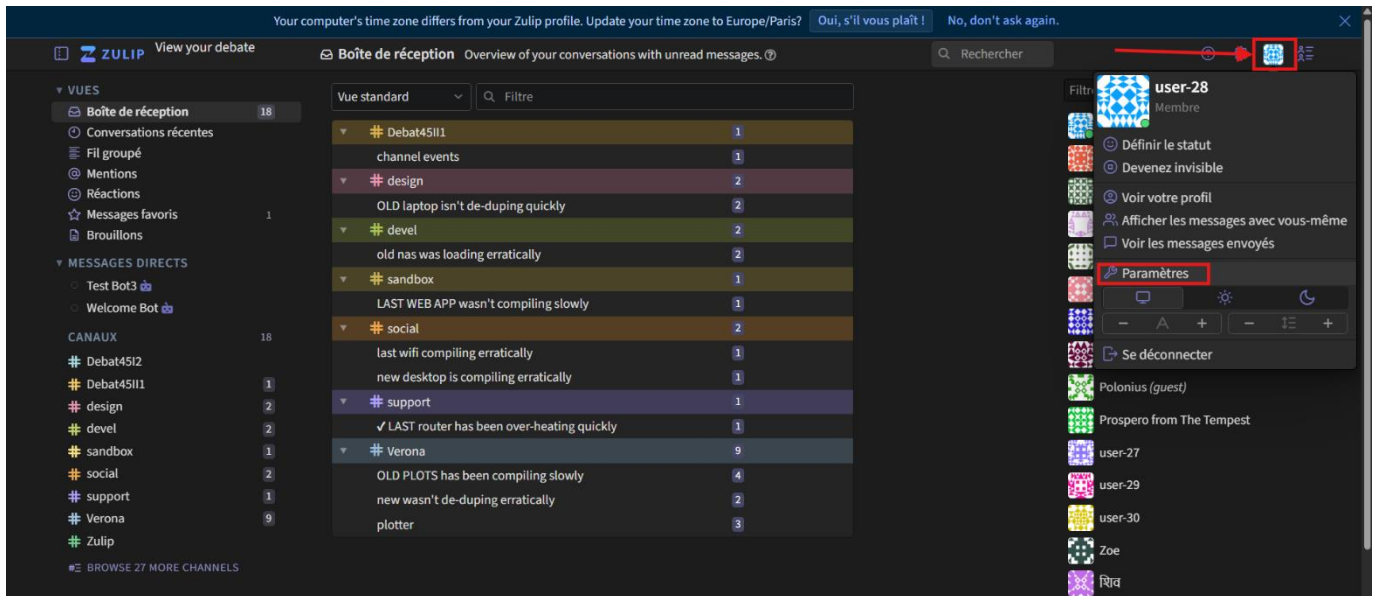 Your computer's time zone differs from your Zulip profile. Update your time zone to Europe/Paris? Oui, s'il vous plaît ! No, don't ask again.
ZULIP View your debate
Boîte de réception Overview of your conversations with unread messages.
Rechercher
VUES
Boîte de réception 18
Conversations récentes
Fil groupé
Mentions
Réactions
Messages favoris 1
Brouillons
MESSAGES DIRECTS
Test Bot3
Welcome Bot
CANAUX 18
Debat45I2
Debat45II1 1
design 2
devel 2
sandbox 1
social 2
support 1
Verona 9
Zulip
BROWSE 27 MORE CHANNELS
Vue standard Filtre
Debat45II1 1
channel events 1
design 2
OLD laptop isn't de-duping quickly 2
devel 2
old nas was loading erratically 2
sandbox 1
LAST WEB APP wasn't compiling slowly 1
social 2
last wifi compiling erratically 1
new desktop is compiling erratically 1
support 1
✓ LAST router has been over-heating quickly 1
Verona 9
OLD PLOTS has been compiling slowly 4
new wasn't de-duping erratically 2
plotter 3
user-28
Membre
Définir le statut
Devenez invisible
Voir votre profil
Afficher les messages avec vous-même
Voir les messages envoyés
Paramètres
− A + − +
Se déconnecter
Polonius (guest)
Prospero from The Tempest
user-27
user-29
user-30
Zoe
शिव